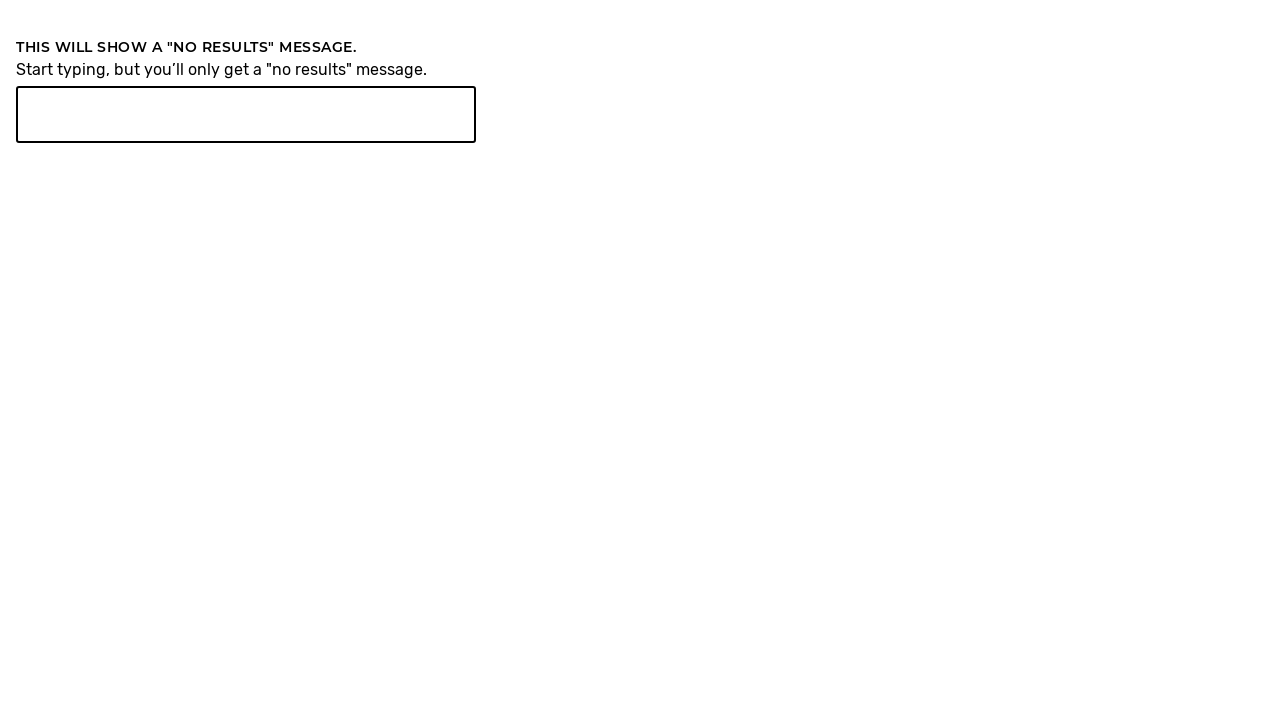 THIS WILL SHOW A "NO RESULTS" MESSAGE.
Start typing, but you’ll only get a "no results" message.